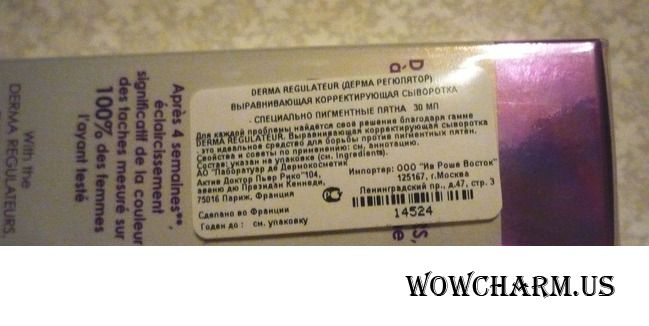 DERMA REGULATEUR (ДЕРМА РЕГЮЛЯТОР)
ВЫРАВНИВАЮЩАЯ КОРРЕКТИРУЮЩАЯ СЫВОРОТКА
- СПЕЦИАЛЬНО ПИГМЕНТНЫЕ ПЯТНА 30 МЛ
Для каждой проблемы найдётся своё решение благодаря гамме
DERMA REGULATEUR. Выравнивающая корректирующая сыворотка
- это идеальное средство для борьбы против пигментных пятен.
Свойства и советы по применению: см. аннотацию.
Состав: указан на упаковке (см. Ingredients).
АО "Лаборатуар де Дермокосметик
Актив Доктор Пьер Рико"104,
авеню дю Президан Кеннеди,
75016 Париж, Франция
Импортер: ООО "Ив Роше Восток"
125167, г.Москва
Ленинградский пр., д.47, стр. 3
14524
Сделано во Франции
Годен до : см. упаковку
Après 4 semaines**,
éclaircissement
significatif de la couleur
des taches mesuré sur
100% des femmes
l'ayant testé
With the
DERMA REGULATEURS,
WOWCHARM.US